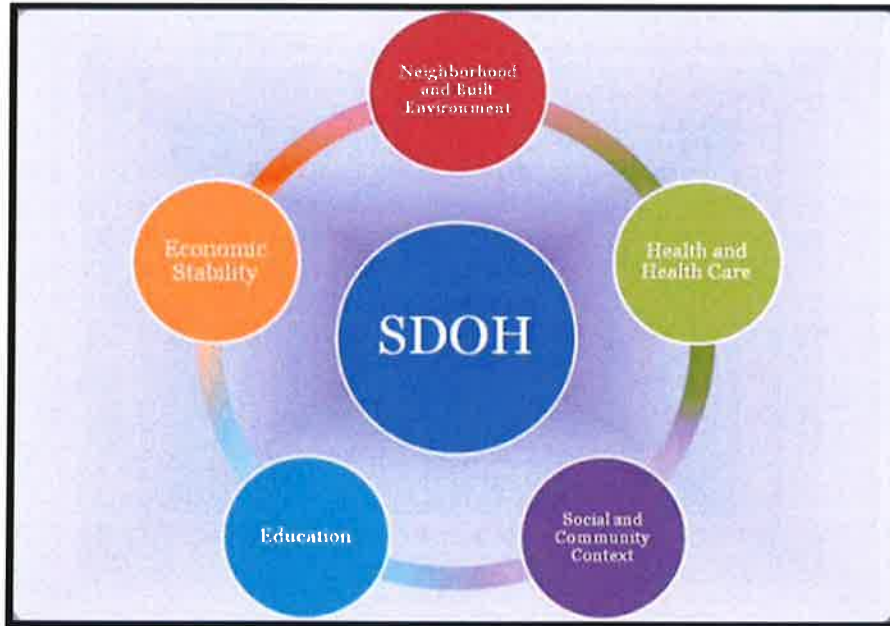 Neighborhood
and Built
Environment
Economic
Stability
Health and
Health Care
SDOH
Education
Social and
Community
Context